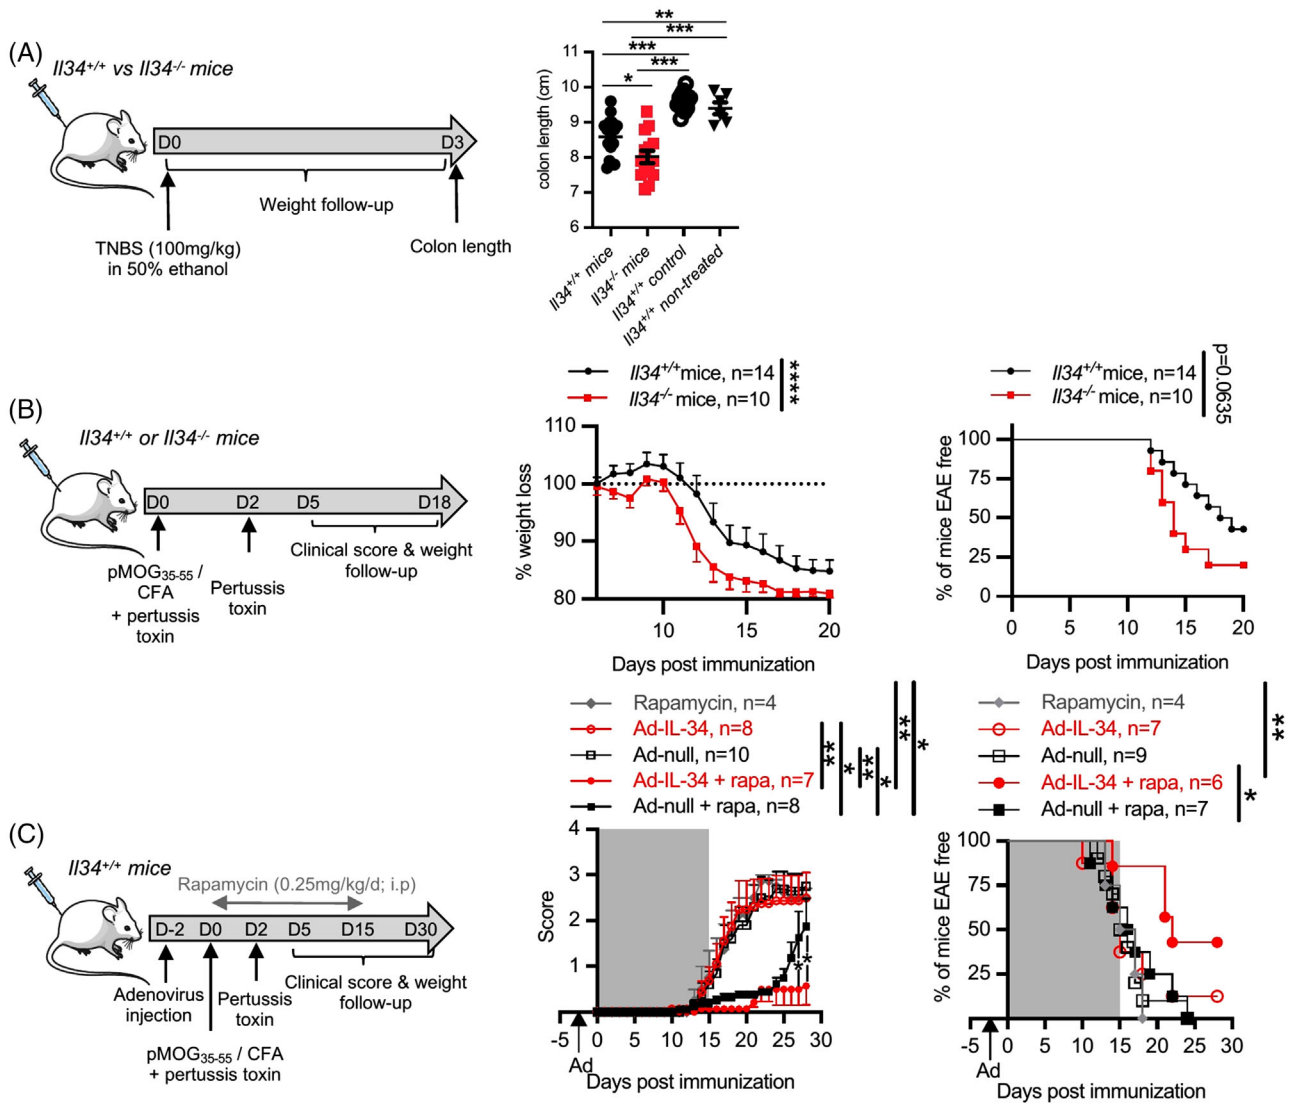 (A)
Il34+/+ vs Il34-/- mice
D0
D3
Weight follow-up
TNBS (100mg/kg)
in 50% ethanol
Colon length
**
***
***
***
*
colon length (cm)
11
10
9
8
7
6
Il34+/+ mice
Il34-/- mice
Il34+/+ control
Il34+/+ non-treated
(B)
Il34+/+ or Il34-/- mice
D0
D2
D5
D18
pMOG35-55 /
CFA
+ pertussis
toxin
Pertussis
toxin
Clinical score & weight
follow-up
Il34+/+mice, n=14
Il34-/- mice, n=10
****
% weight loss
110
100
90
80
10
15
20
Days post immunization
Il34+/+mice, n=14
Il34-/- mice, n=10
p=0.0635
% of mice EAE free
100
75
50
25
0
0
5
10
15
20
Days post immunization
(C)
Il34+/+ mice
Rapamycin (0.25mg/kg/d; i.p)
D-2
D0
D2
D5
D15
D30
Adenovirus
injection
Pertussis
toxin
Clinical score & weight
follow-up
pMOG35-55 / CFA
+ pertussis toxin
Rapamycin, n=4
Ad-IL-34, n=8
Ad-null, n=10
Ad-IL-34 + rapa, n=7
Ad-null + rapa, n=8
**
*
**
*
**
*
Score
4
3
2
1
0
*
*
-5
0
5
10
15
20
25
30
Ad
Days post immunization
Rapamycin, n=4
Ad-IL-34, n=7
Ad-null, n=9
Ad-IL-34 + rapa, n=6
Ad-null + rapa, n=7
**
*
% of mice EAE free
100
75
50
25
-5
0
5
10
15
20
25
30
Ad
Days post immunization